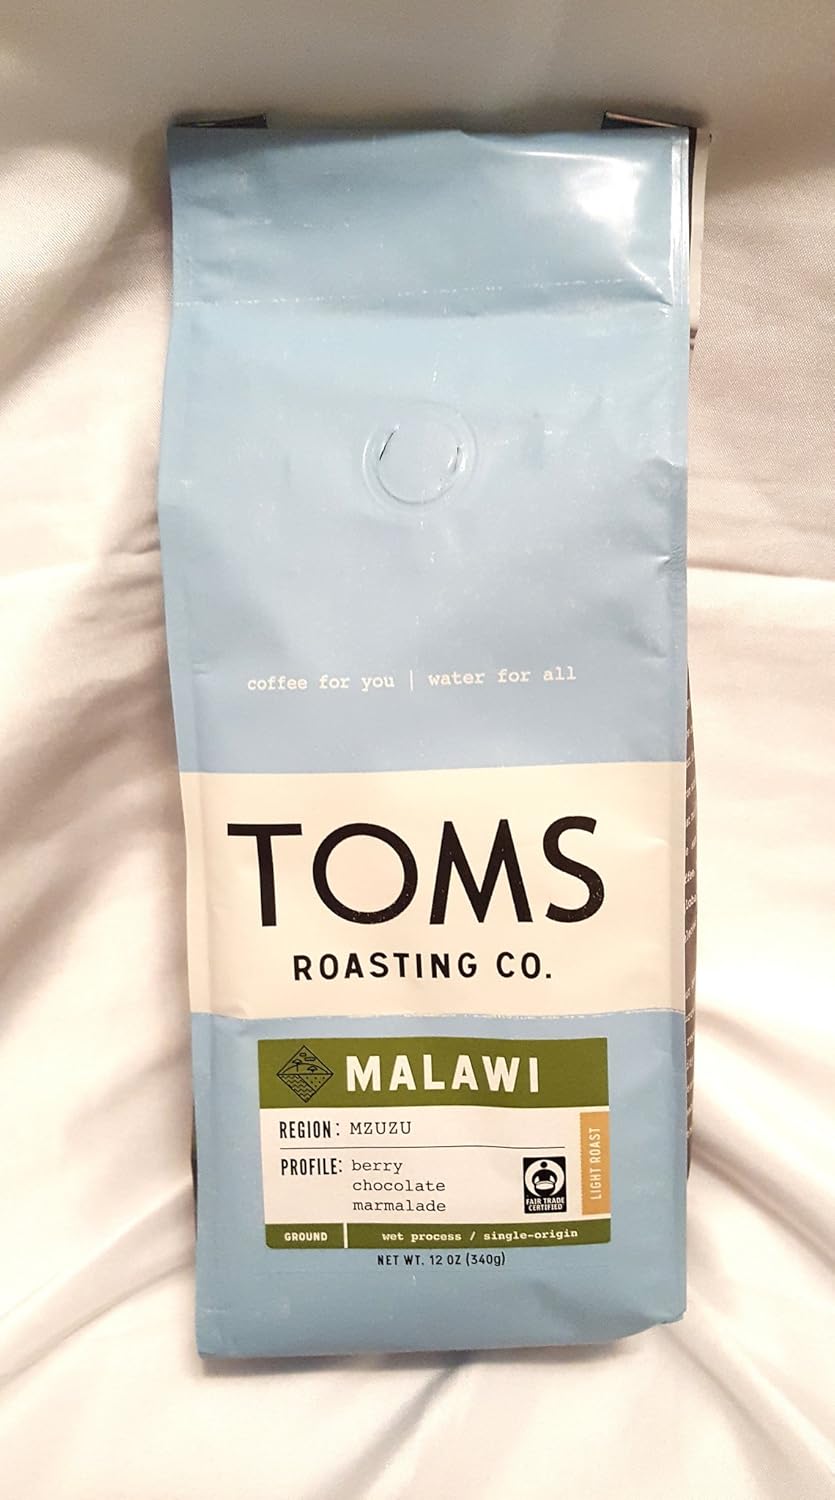 coffee for you | water for all
TOMS
ROASTING CO.
MALAWI
REGION: MZUZU
PROFILE: berry
chocolate
marmalade
FAIR TRADE
CERTIFIED
LIGHT ROAST
GROUND
wet process / single-origin
NET WT. 12 OZ (340g)